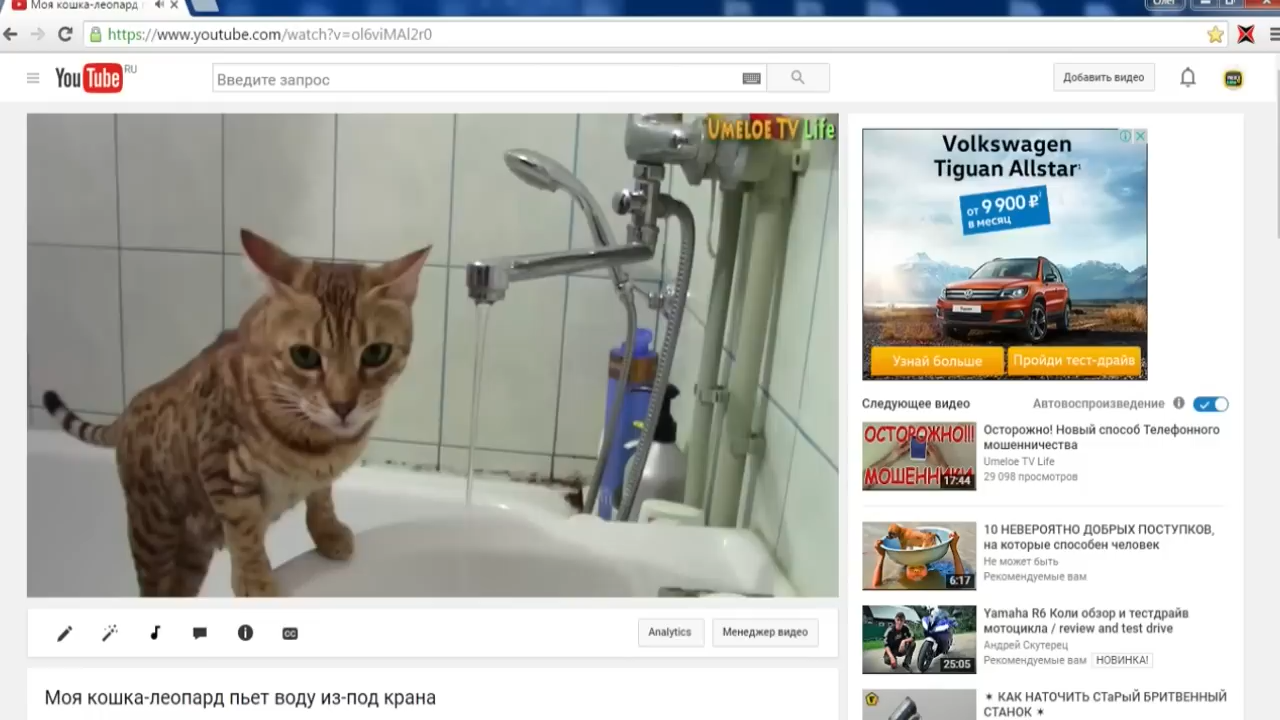 Моя кошка-леопард
Олег
https://www.youtube.com/watch?v=ol6viMAl2r0
YouTube RU
Введите запрос
Добавить видео
UMELOE TV Life
Volkswagen
Tiguan Allstar¹
от 9 900 ₽
в месяц
Узнай больше
Пройди тест-драйв
Следующее видео
Автовоспроизведение
ОСТОРОЖНО!!!
МОШЕННИКИ
17:44
Осторожно! Новый способ Телефонного
мошенничества
Umeloe TV Life
29 098 просмотров
6:17
10 НЕВЕРОЯТНО ДОБРЫХ ПОСТУПКОВ,
на которые способен человек
Не может быть
Рекомендуемые вам
25:05
Yamaha R6 Коли обзор и тестдрайв
мотоцикла / review and test drive
Андрей Скутерец
Рекомендуемые вам НОВИНКА!
✶ КАК НАТОЧИТЬ СТаРЫЙ БРИТВЕННЫЙ
СТАНОК ✶
CC
Analytics
Менеджер видео
Моя кошка-леопард пьет воду из-под крана